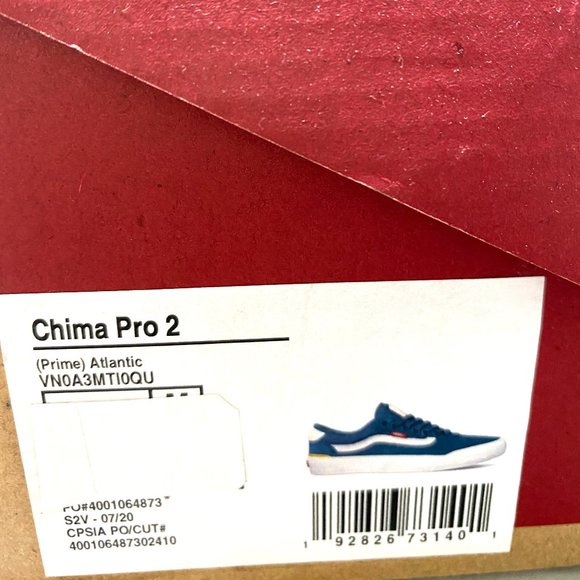 Chima Pro 2
(Prime) Atlantic
VN0A3MTI0QU
PO#4001064873
S2V - 07/20
CPSIA PO/CUT#
400106487302410
1 92826 73140 1